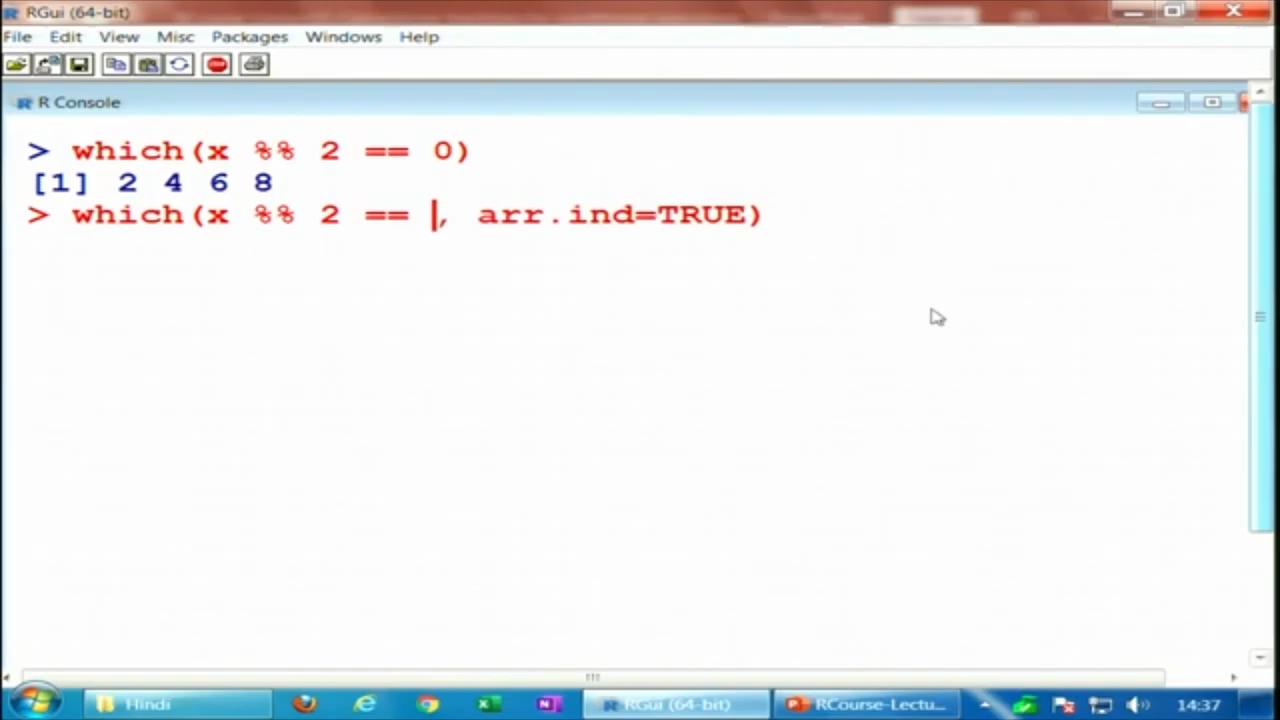 RGui (64-bit)
File Edit View Misc Packages Windows Help
STOP
R Console
> which(x %% 2 == 0)
[1] 2 4 6 8
> which(x %% 2 == , arr.ind=TRUE)
Hindi
RGui (64-bit)
RCourse-Lectu...
14:37